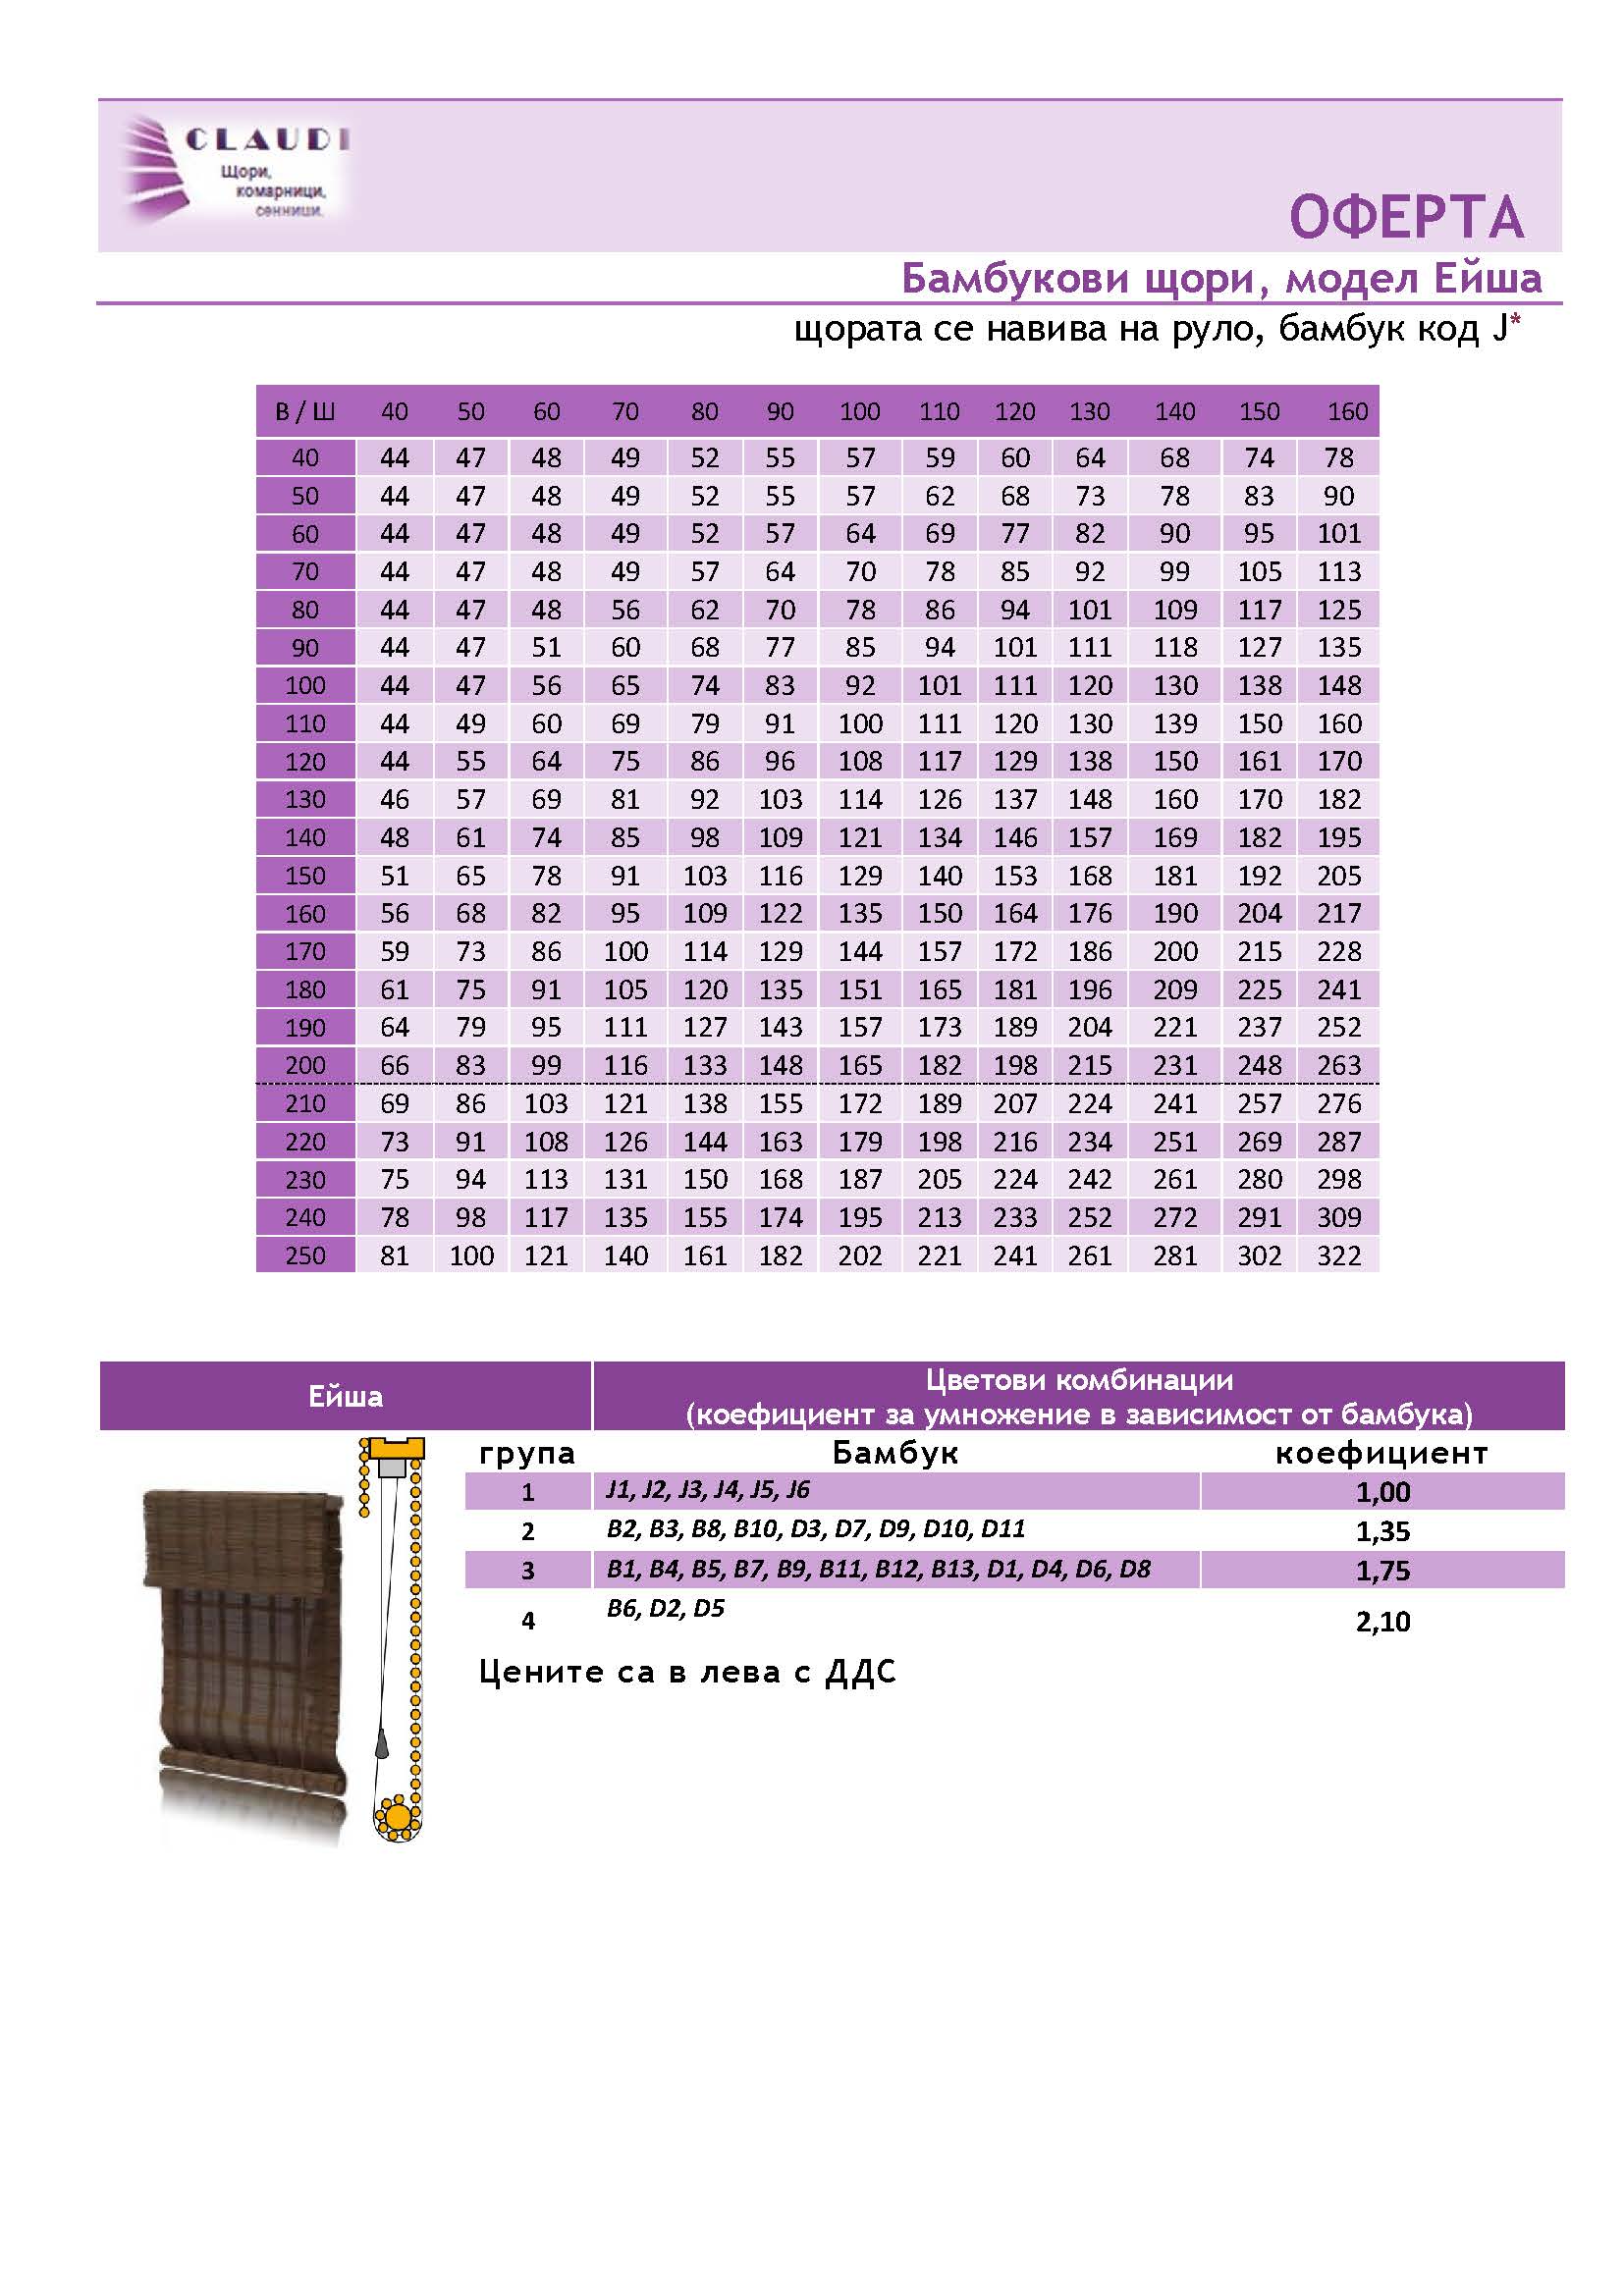 CLAUDI
Щори,
комарници,
сенници.
ОФЕРТА
Бамбукови щори, модел Ейша
щората се навива на руло, бамбук код J*
В / Ш 40 50 60 70 80 90 100 110 120 130 140 150 160
40 44 47 48 49 52 55 57 59 60 64 68 74 78
50 44 47 48 49 52 55 57 62 68 73 78 83 90
60 44 47 48 49 52 57 64 69 77 82 90 95 101
70 44 47 48 49 57 64 70 78 85 92 99 105 113
80 44 47 48 56 62 70 78 86 94 101 109 117 125
90 44 47 51 60 68 77 85 94 101 111 118 127 135
100 44 47 56 65 74 83 92 101 111 120 130 138 148
110 44 49 60 69 79 91 100 111 120 130 139 150 160
120 44 55 64 75 86 96 108 117 129 138 150 161 170
130 46 57 69 81 92 103 114 126 137 148 160 170 182
140 48 61 74 85 98 109 121 134 146 157 169 182 195
150 51 65 78 91 103 116 129 140 153 168 181 192 205
160 56 68 82 95 109 122 135 150 164 176 190 204 217
170 59 73 86 100 114 129 144 157 172 186 200 215 228
180 61 75 91 105 120 135 151 165 181 196 209 225 241
190 64 79 95 111 127 143 157 173 189 204 221 237 252
200 66 83 99 116 133 148 165 182 198 215 231 248 263
210 69 86 103 121 138 155 172 189 207 224 241 257 276
220 73 91 108 126 144 163 179 198 216 234 251 269 287
230 75 94 113 131 150 168 187 205 224 242 261 280 298
240 78 98 117 135 155 174 195 213 233 252 272 291 309
250 81 100 121 140 161 182 202 221 241 261 281 302 322
Ейша
Цветови комбинации
(коефициент за умножение в зависимост от бамбука)
група Бамбук коефициент
1 J1, J2, J3, J4, J5, J6 1,00
2 B2, B3, B8, B10, D3, D7, D9, D10, D11 1,35
3 B1, B4, B5, B7, B9, B11, B12, B13, D1, D4, D6, D8 1,75
4 B6, D2, D5 2,10
Цените са в лева с ДДС